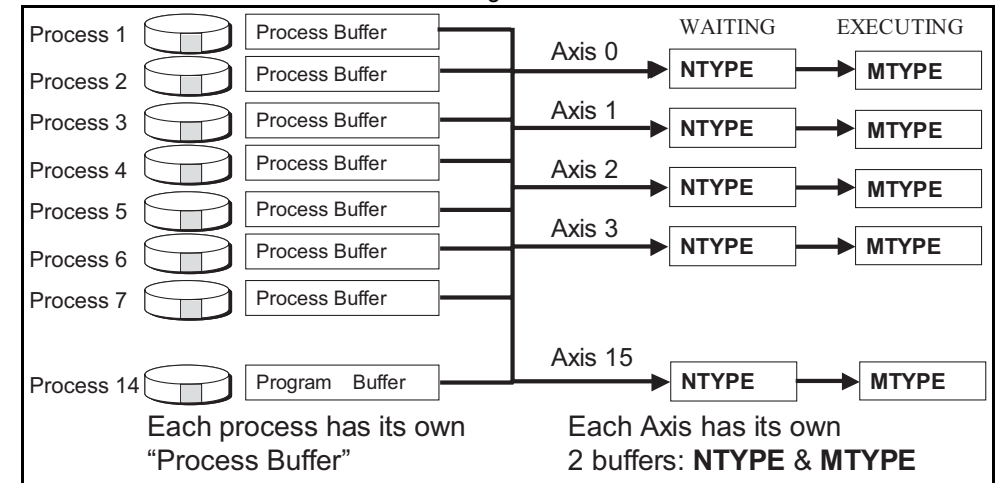 WAITING EXECUTING
Process 1 Process Buffer
Axis 0 NTYPE MTYPE
Process 2 Process Buffer
Axis 1 NTYPE MTYPE
Process 3 Process Buffer
Process 4 Process Buffer
Axis 2 NTYPE MTYPE
Process 5 Process Buffer
Axis 3 NTYPE MTYPE
Process 6 Process Buffer
Process 7 Process Buffer
Axis 15 NTYPE MTYPE
Process 14 Program Buffer
Each process has its own
“Process Buffer”
Each Axis has its own
2 buffers: NTYPE & MTYPE